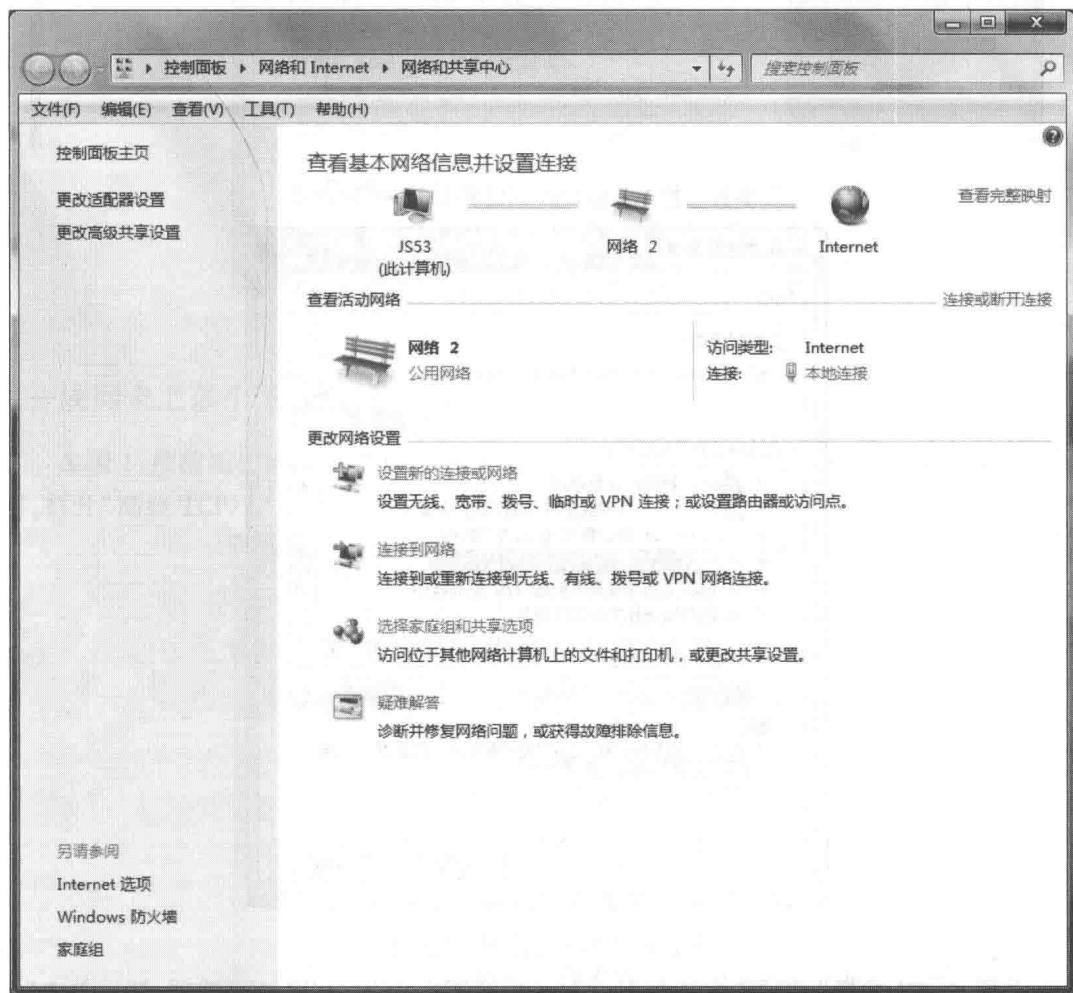 控制面板 ▸ 网络和 Internet ▸ 网络和共享中心
搜索控制面板
文件(F) 编辑(E) 查看(V) 工具(T) 帮助(H)
控制面板主页
更改适配器设置
更改高级共享设置
查看基本网络信息并设置连接
查看完整映射
JS53
(此计算机)
网络 2
Internet
查看活动网络
连接或断开连接
网络 2
公用网络
访问类型: Internet
连接: 本地连接
更改网络设置
设置新的连接或网络
设置无线、宽带、拨号、临时或 VPN 连接；或设置路由器或访问点。
连接到网络
连接到或重新连接到无线、有线、拨号或 VPN 网络连接。
选择家庭组和共享选项
访问位于其他网络计算机上的文件和打印机，或更改共享设置。
疑难解答
诊断并修复网络问题，或获得故障排除信息。
另请参阅
Internet 选项
Windows 防火墙
家庭组